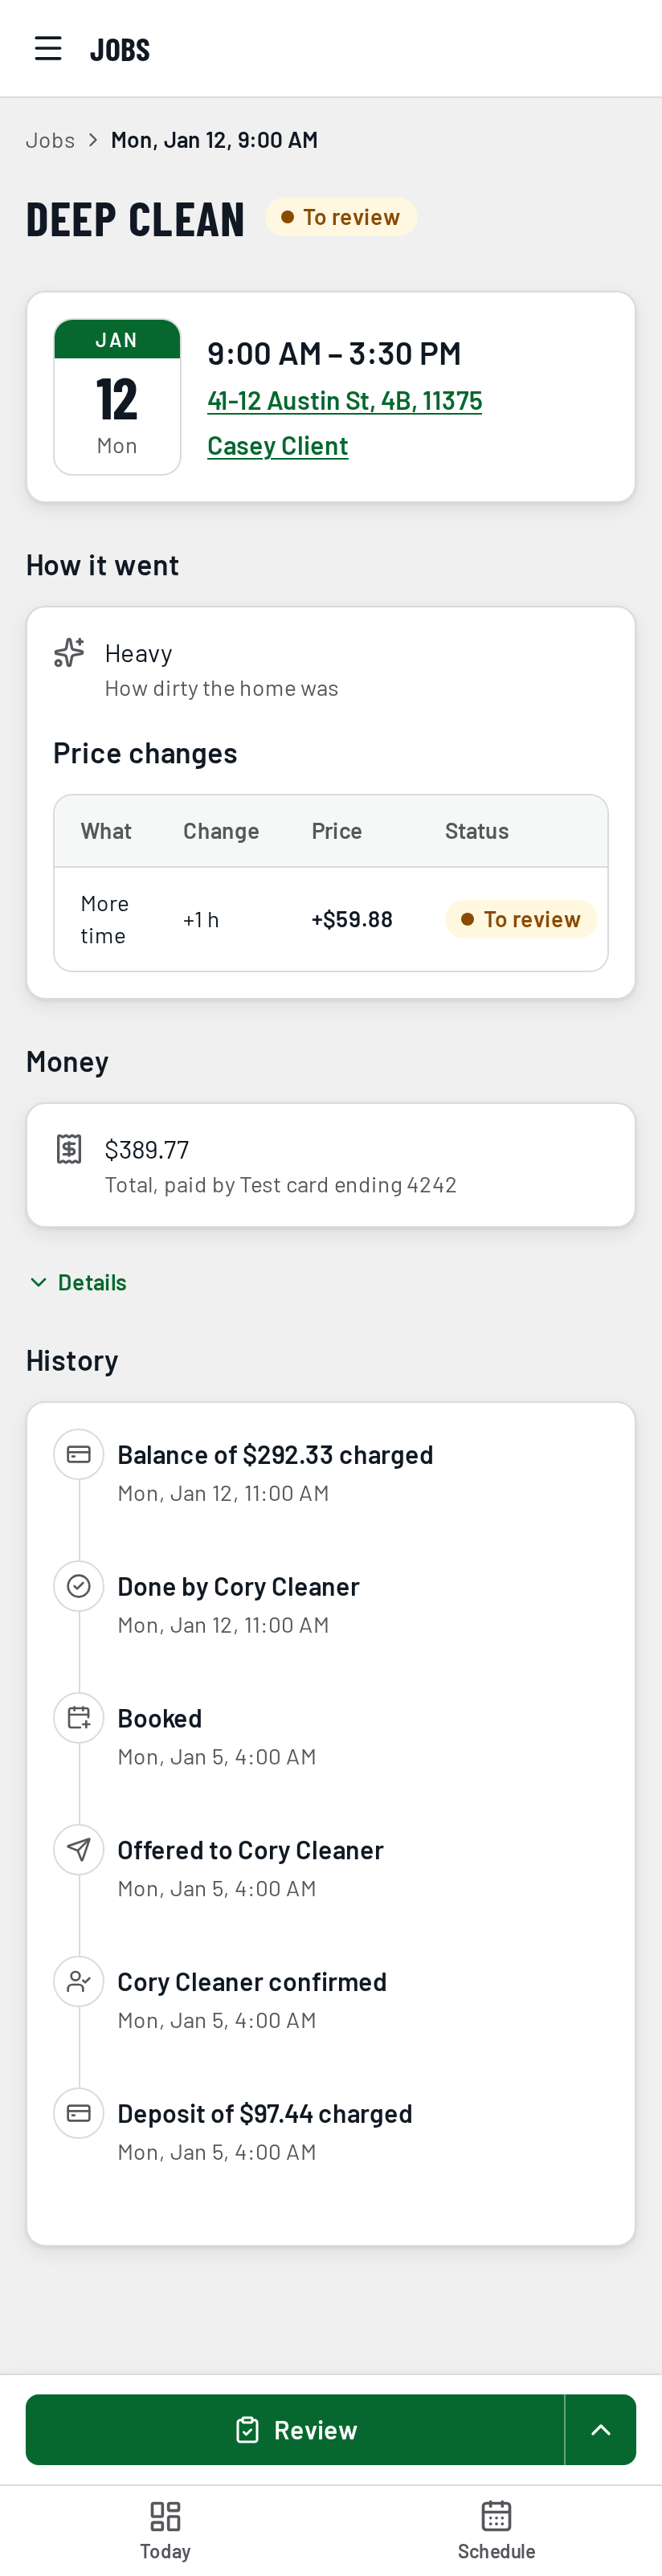 JOBS
Jobs
Mon, Jan 12, 9:00 AM
DEEP CLEAN
To review
JAN
12
Mon
9:00 AM – 3:30 PM
41-12 Austin St, 4B, 11375
Casey Client
How it went
Heavy
How dirty the home was
Price changes
What Change Price Status
More time +1 h +$59.88 To review
Money
$389.77
Total, paid by Test card ending 4242
Details
History
Balance of $292.33 charged
Mon, Jan 12, 11:00 AM
Done by Cory Cleaner
Mon, Jan 12, 11:00 AM
Booked
Mon, Jan 5, 4:00 AM
Offered to Cory Cleaner
Mon, Jan 5, 4:00 AM
Cory Cleaner confirmed
Mon, Jan 5, 4:00 AM
Deposit of $97.44 charged
Mon, Jan 5, 4:00 AM
Review
Today
Schedule